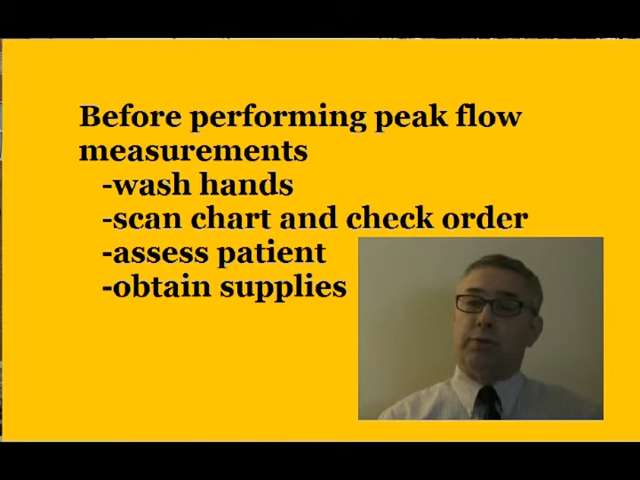 Before performing peak flow
measurements
-wash hands
-scan chart and check order
-assess patient
-obtain supplies